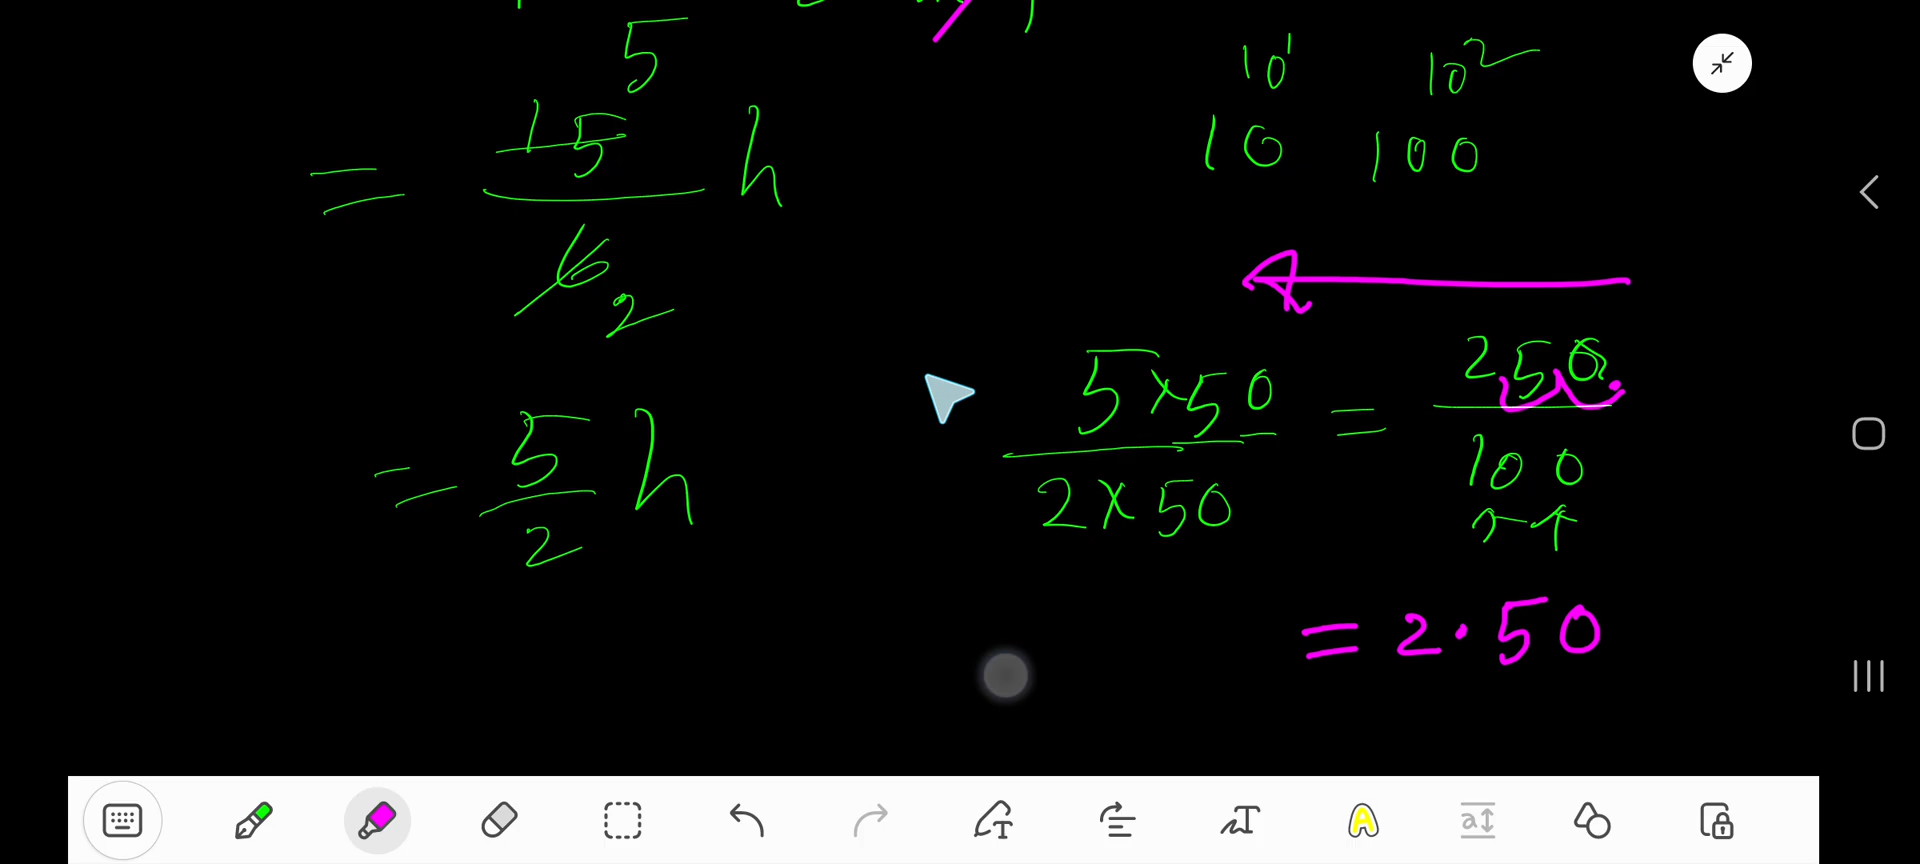 5
= 15/6 h
2
= 5/2 h
10¹ 10²
10 100
5×50/2×50 = 250./100
= 2.50